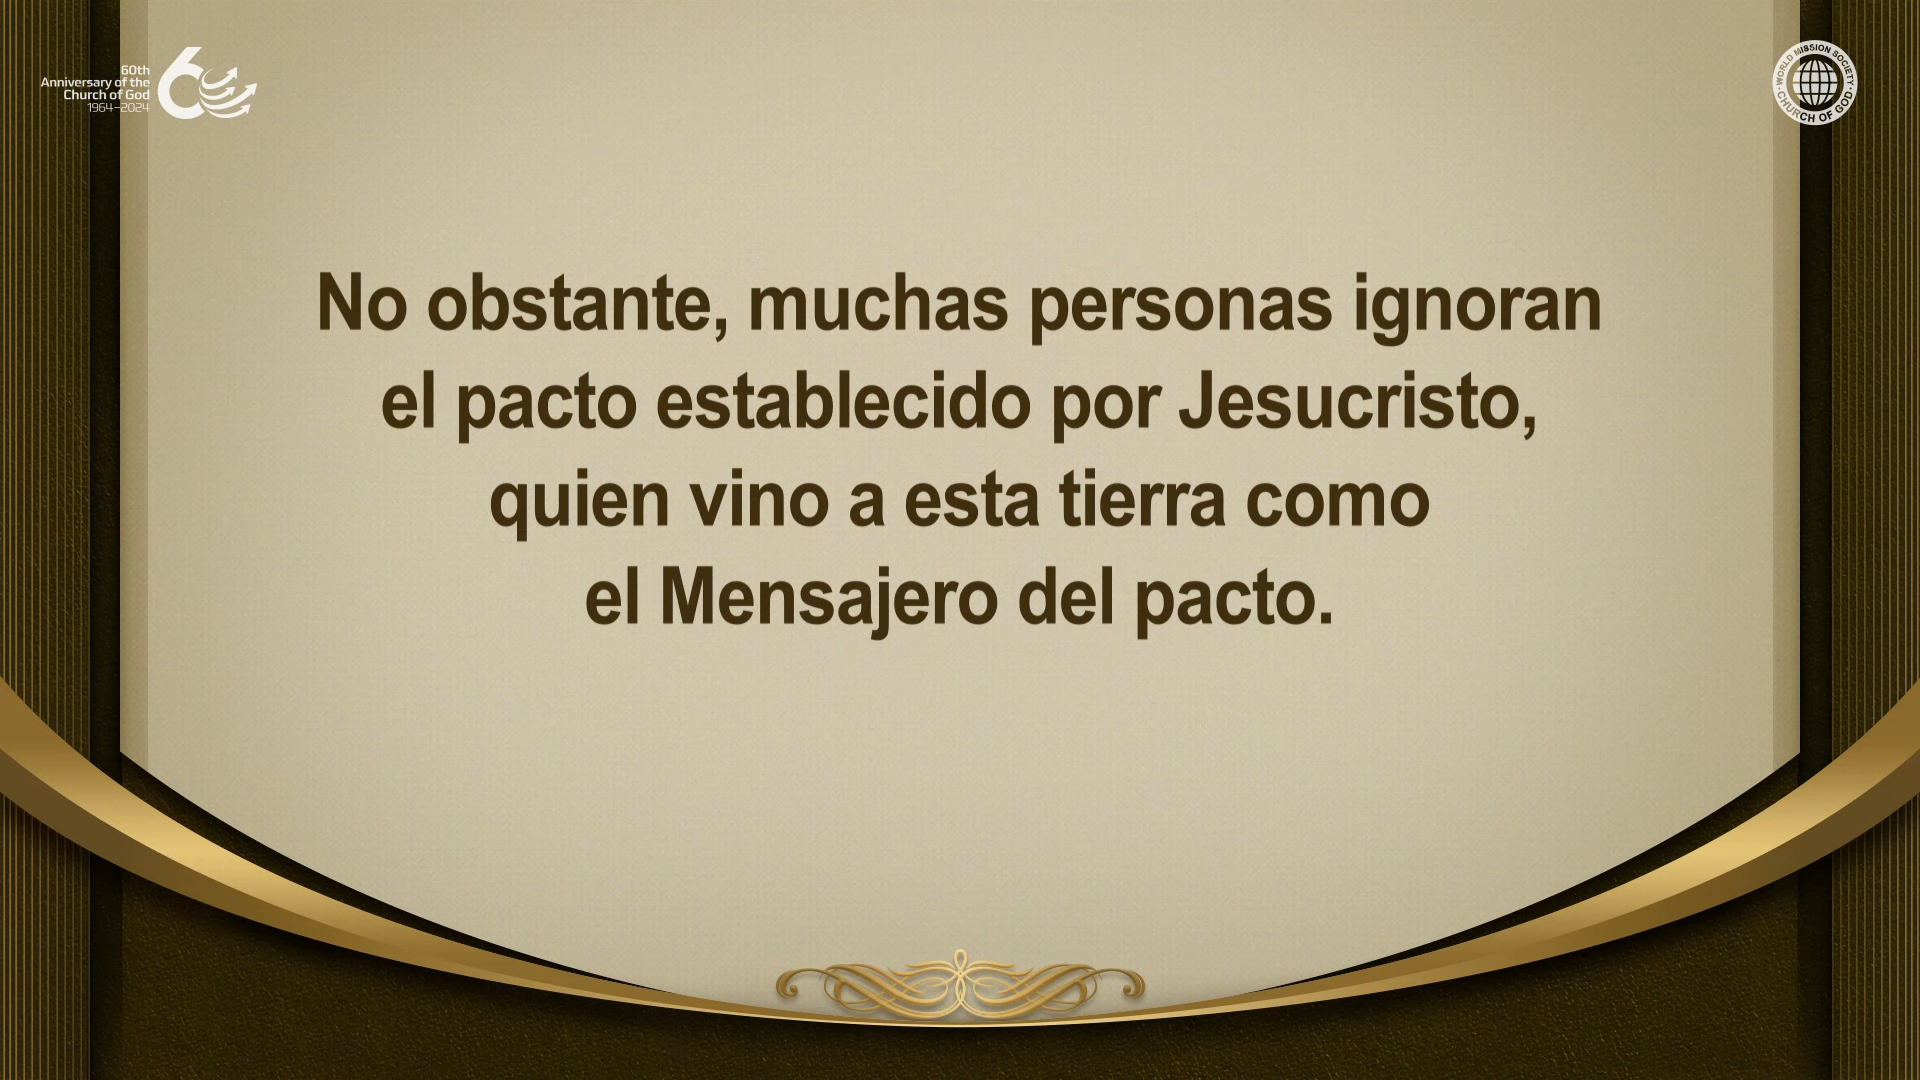 60th
Anniversary of the
Church of God
1964–2024
WORLD MISSION SOCIETY
CHURCH OF GOD
No obstante, muchas personas ignoran
el pacto establecido por Jesucristo,
quien vino a esta tierra como
el Mensajero del pacto.